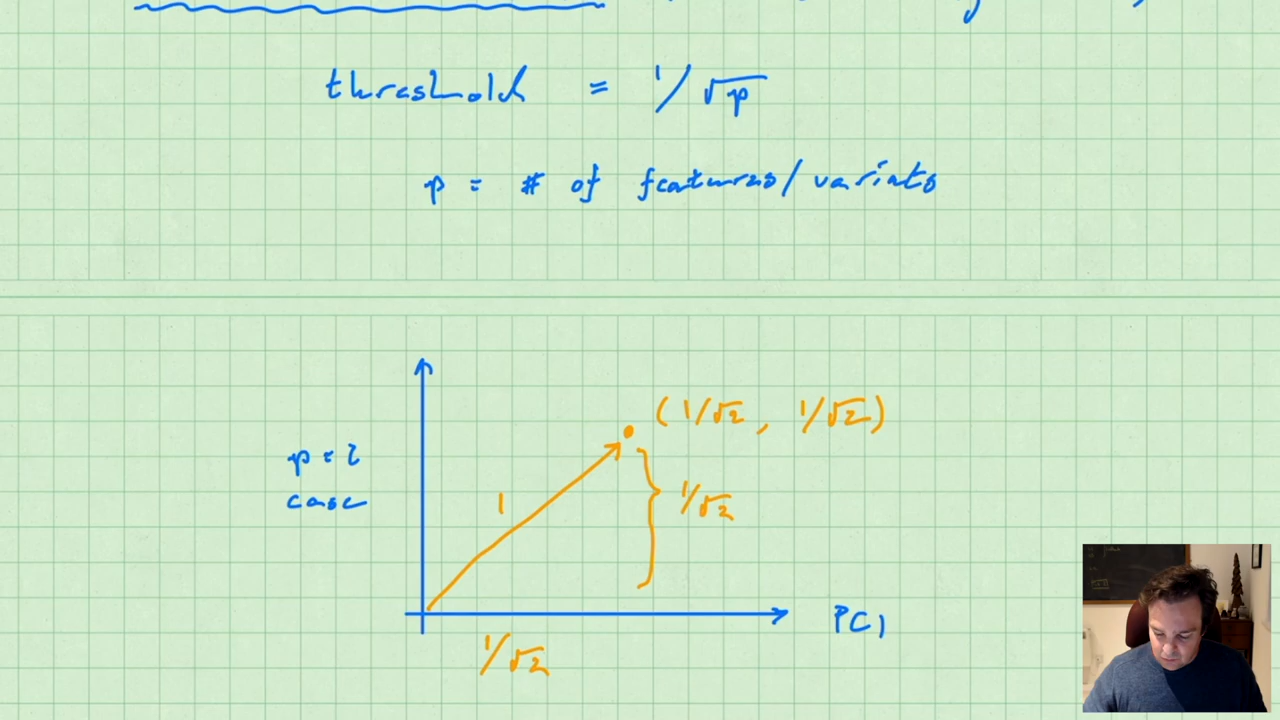 threshold = 1/√p
p = # of features/variates
(1/√2, 1/√2)
p = 2
case
1
1/√2
PC1
1/√2